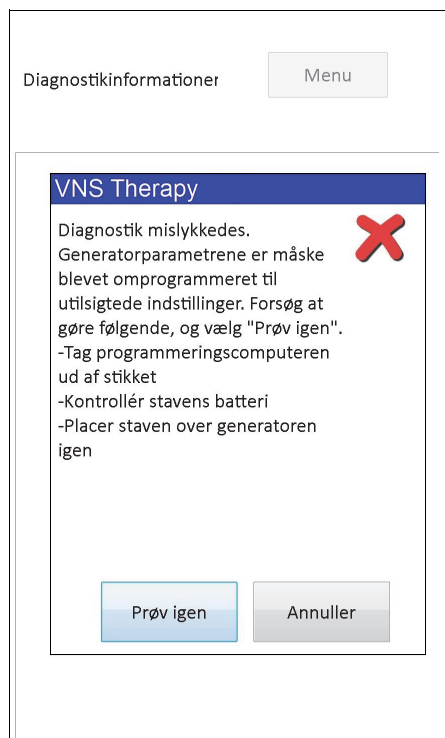 Diagnostikinformationer
Menu
VNS Therapy
Diagnostik mislykkedes.
Generatorparametrene er måske
blevet omprogrammeret til
utilsigtede indstillinger. Forsøg at
gøre følgende, og vælg "Prøv igen".
-Tag programmeringscomputeren
ud af stikket
-Kontrollér stavens batteri
-Placer staven over generatoren
igen
Prøv igen
Annuller